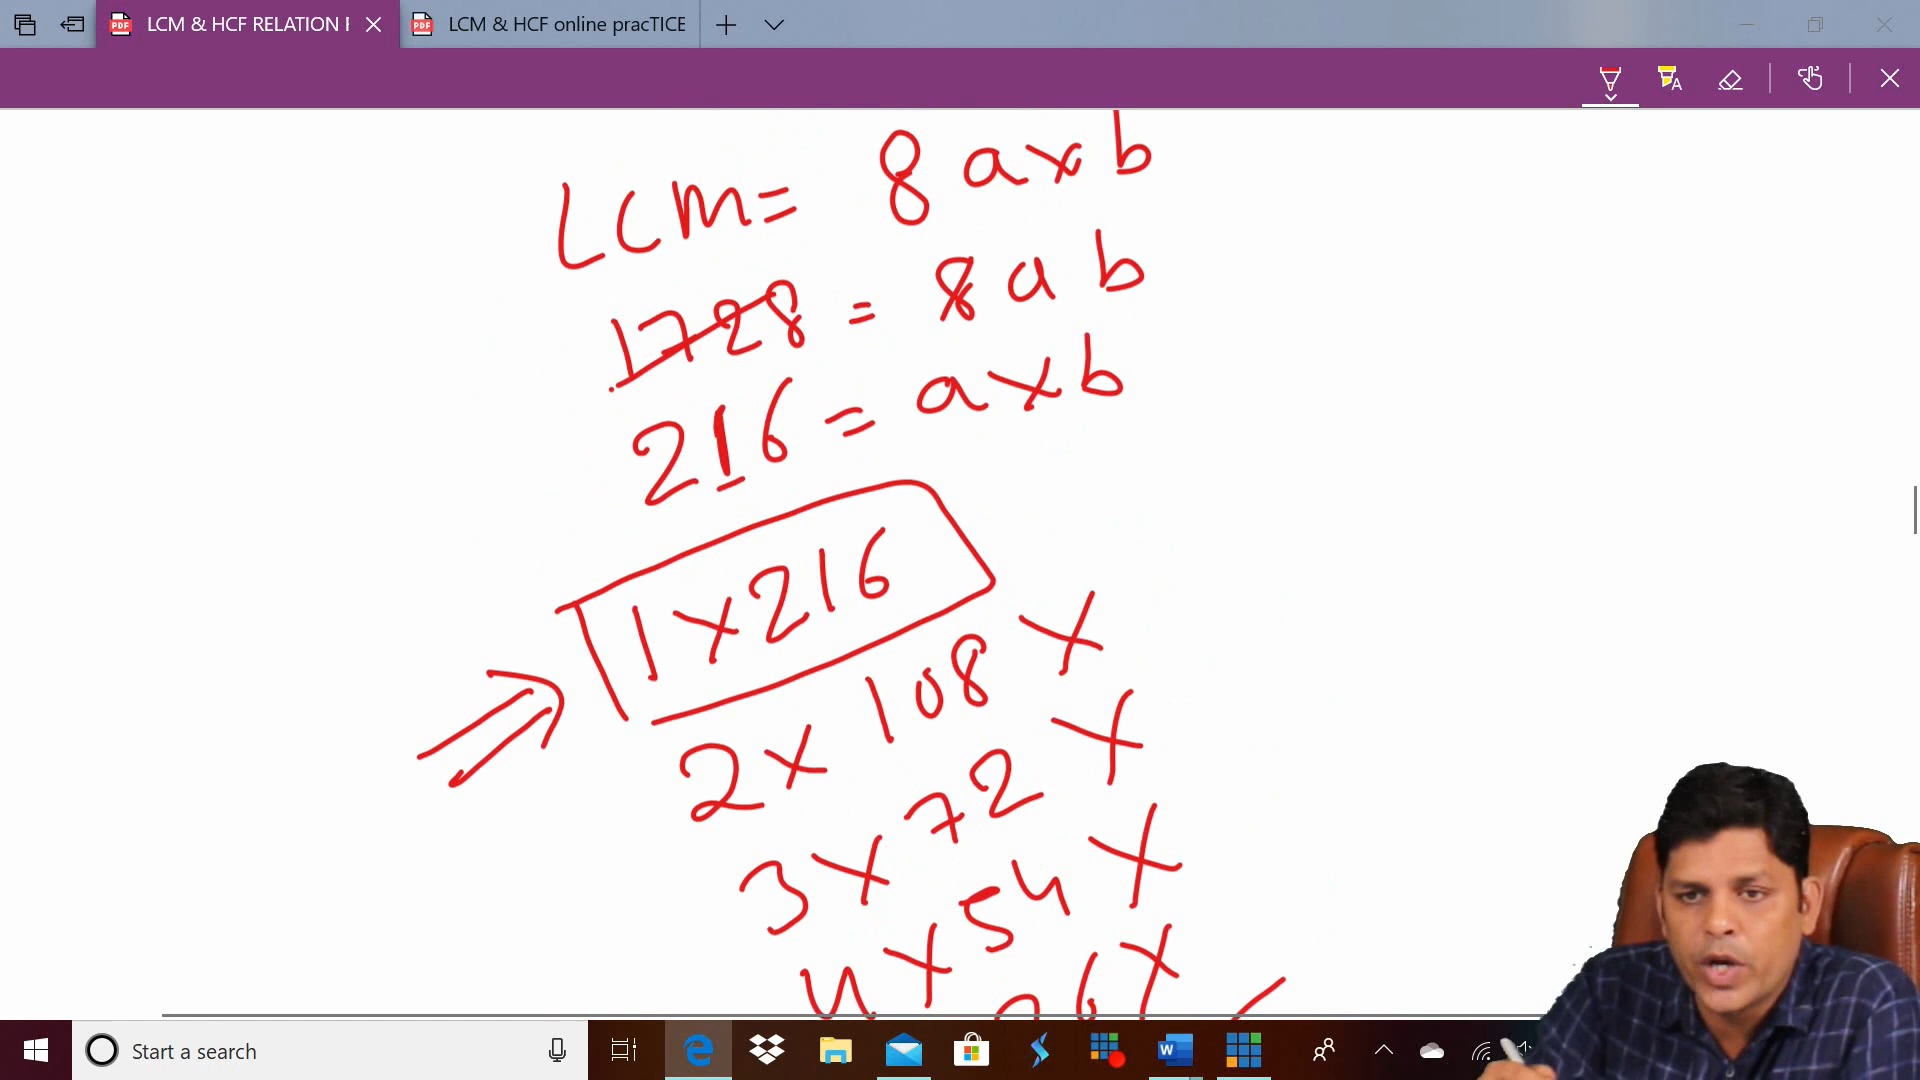 LCM & HCF RELATION F
LCM & HCF online pracTICE
LCM = 8 a x b
1728 = 8 a b
216 = a x b
1 x 216
2 x 108 x
3 x 72 x
4 x 54 x
Start a search